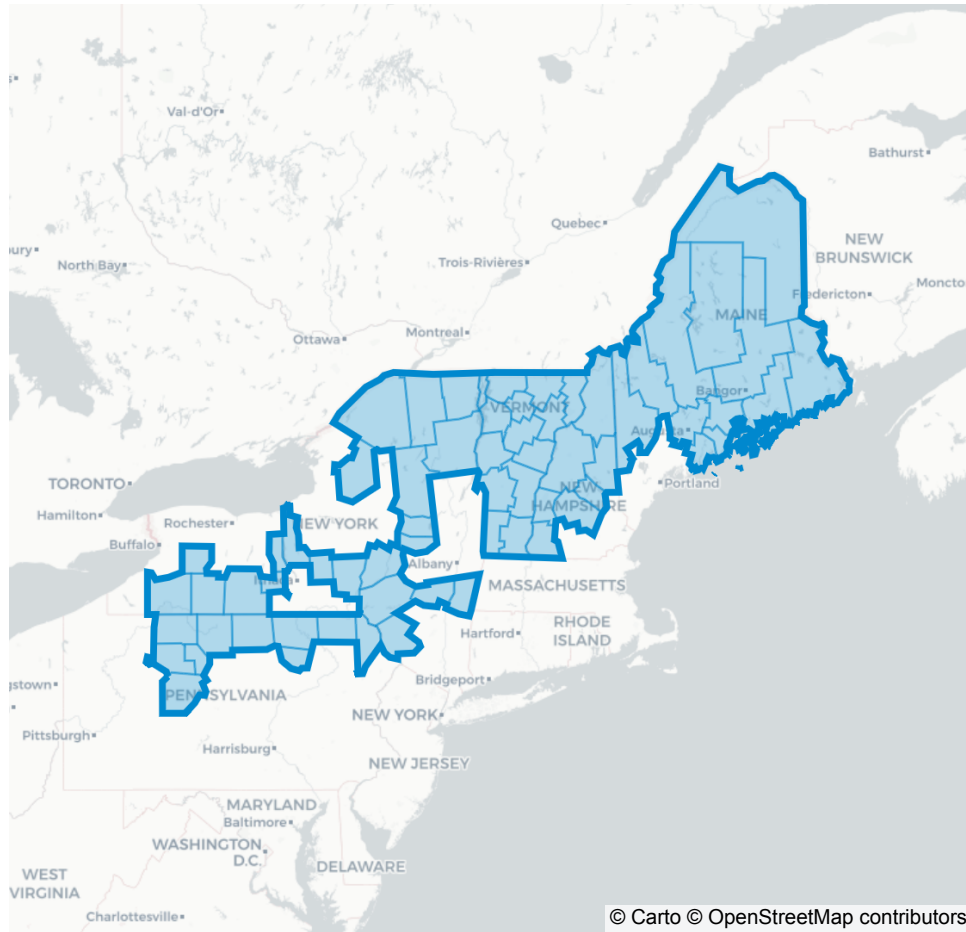 Val-d'Or
Bathurst
Quebec
NEW
BRUNSWICK
North Bay
Trois-Rivières
Fredericton
MAINE
Montreal
Ottawa
Bangor
VERMONT
Augusta
TORONTO
Portland
Hamilton
Rochester
NEW YORK
NEW
HAMPSHIRE
Buffalo
Albany
Ithaca
MASSACHUSETTS
Hartford
RHODE
ISLAND
Bridgeport
PENNSYLVANIA
NEW YORK
Pittsburgh
Harrisburg
NEW JERSEY
MARYLAND
Baltimore
WASHINGTON
D.C.
DELAWARE
WEST
VIRGINIA
Charlottesville
© Carto © OpenStreetMap contributors